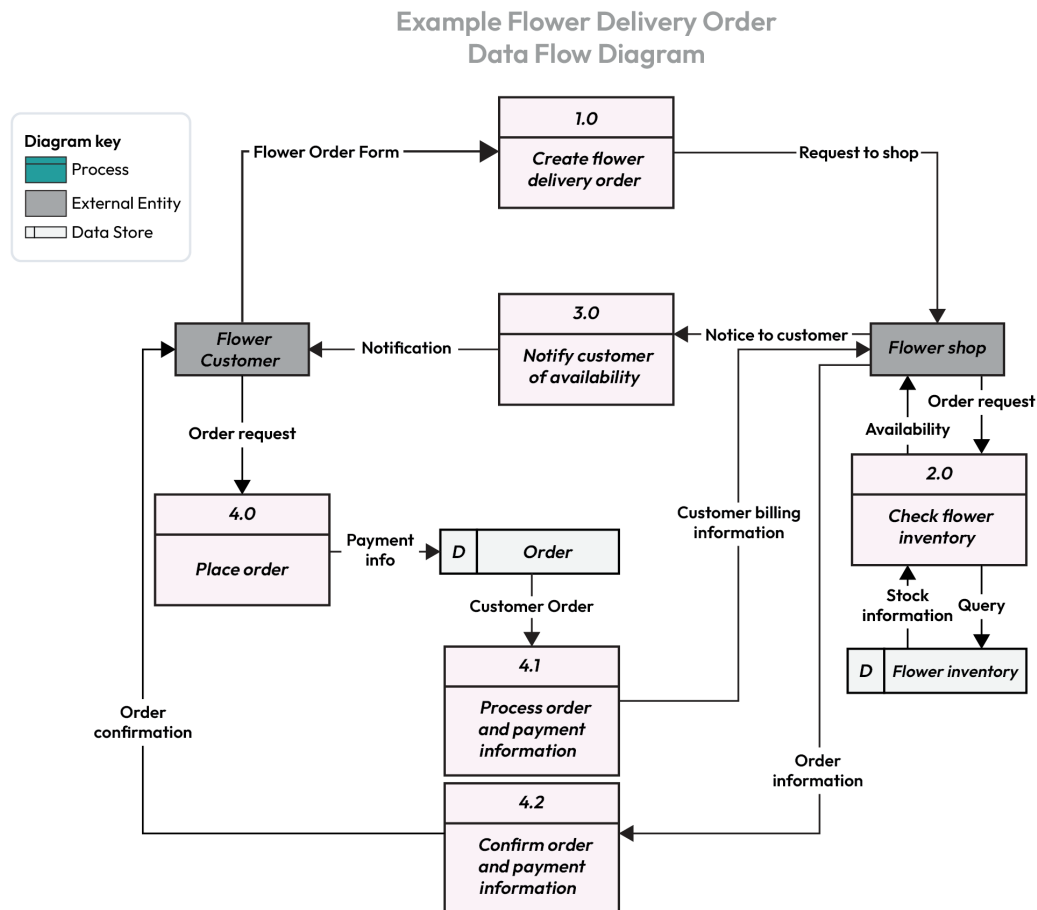 Example Flower Delivery Order
Data Flow Diagram
Diagram key
Process
External Entity
Data Store
1.0
Create flower
delivery order
Flower Order Form
Request to shop
3.0
Notify customer
of availability
Flower
Customer
Notification
Notice to customer
Flower shop
Order request
Availability
Order request
4.0
Place order
Payment
info
D
Order
Customer billing
information
2.0
Check flower
inventory
Stock
information
Query
D
Flower inventory
Customer Order
4.1
Process order
and payment
information
Order
confirmation
Order
information
4.2
Confirm order
and payment
information